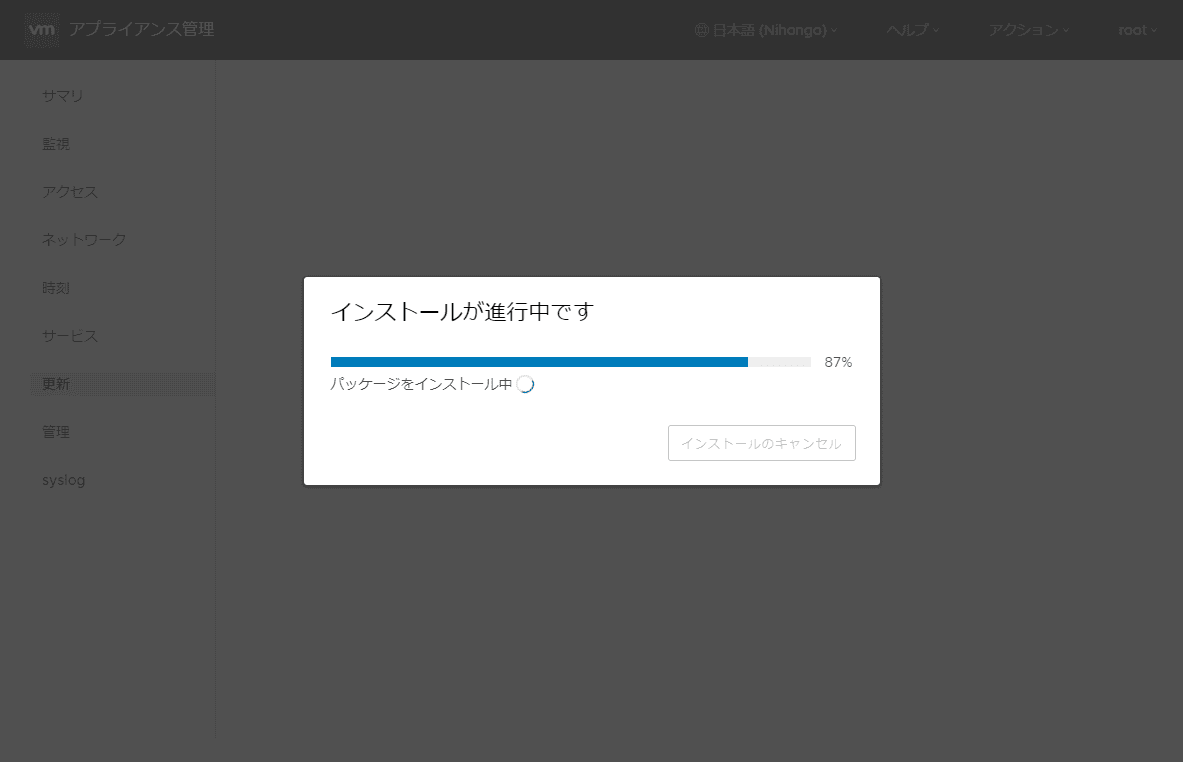 vm アプライアンス管理 日本語 (Nihongo) ヘルプ アクション root
サマリ
監視
アクセス
ネットワーク
時刻
サービス
更新
管理
syslog
インストールが進行中です
87%
パッケージをインストール中
インストールのキャンセル